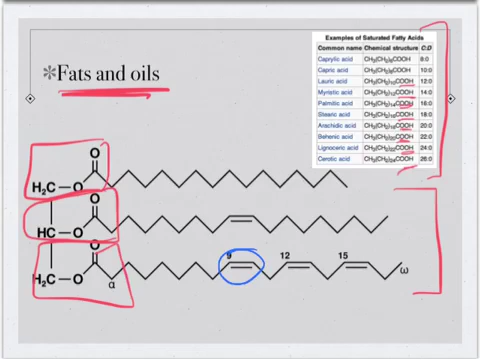 *Fats and oils
Examples of Saturated Fatty Acids
Common name Chemical structure C:D
Caprylic acid CH3(CH2)6COOH 8:0
Capric acid CH3(CH2)8COOH 10:0
Lauric acid CH3(CH2)10COOH 12:0
Myristic acid CH3(CH2)12COOH 14:0
Palmitic acid CH3(CH2)14COOH 16:0
Stearic acid CH3(CH2)16COOH 18:0
Arachidic acid CH3(CH2)18COOH 20:0
Behenic acid CH3(CH2)20COOH 22:0
Lignoceric acid CH3(CH2)22COOH 24:0
Cerotic acid CH3(CH2)24COOH 26:0
O
H2C—O
O
HC—O
O 9 12 15
H2C—O α ω